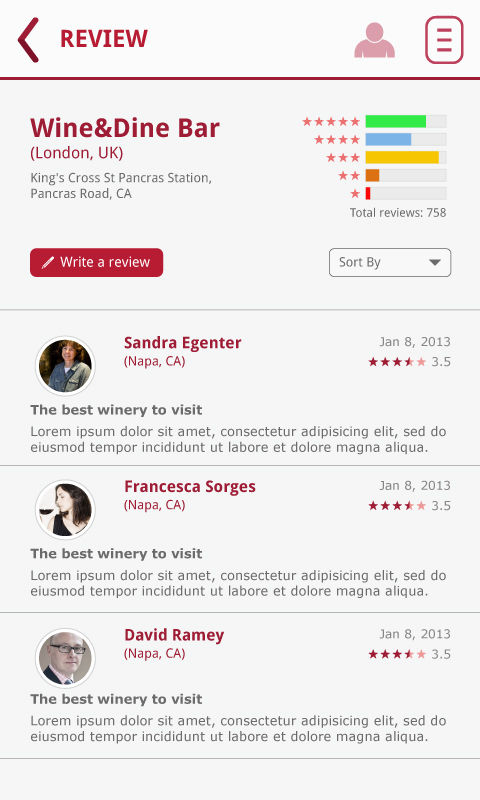 REVIEW
Wine&Dine Bar
(London, UK)
King's Cross St Pancras Station,
Pancras Road, CA
Total reviews: 758
Write a review
Sort By
Sandra Egenter
Jan 8, 2013
(Napa, CA)
3.5
The best winery to visit
Lorem ipsum dolor sit amet, consectetur adipisicing elit, sed do
eiusmod tempor incididunt ut labore et dolore magna aliqua.
Francesca Sorges
Jan 8, 2013
(Napa, CA)
3.5
The best winery to visit
Lorem ipsum dolor sit amet, consectetur adipisicing elit, sed do
eiusmod tempor incididunt ut labore et dolore magna aliqua.
David Ramey
Jan 8, 2013
(Napa, CA)
3.5
The best winery to visit
Lorem ipsum dolor sit amet, consectetur adipisicing elit, sed do
eiusmod tempor incididunt ut labore et dolore magna aliqua.